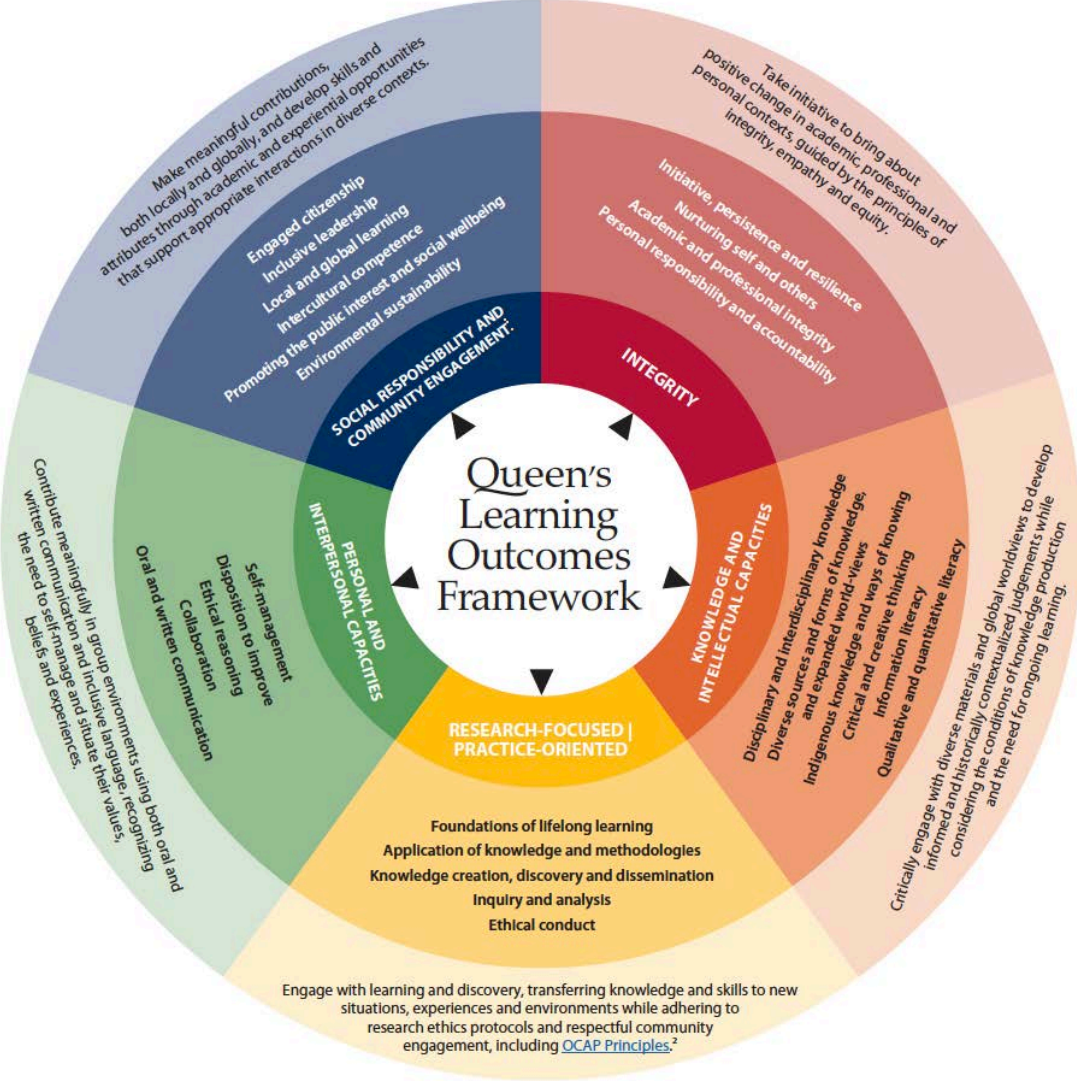 Queen's
Learning
Outcomes
Framework
SOCIAL RESPONSIBILITY AND
COMMUNITY ENGAGEMENT.
Engaged citizenship
Inclusive leadership
Local and global learning
Intercultural competence
Promoting the public interest and social wellbeing
Environmental sustainability
Make meaningful contributions,
both locally and globally, and develop skills and
attributes through academic and experiential opportunities
that support appropriate interactions in diverse contexts.
INTEGRITY
Initiative, persistence and resilience
Nurturing self and others
Academic and professional integrity
Personal responsibility and accountability
Take initiative to bring about
positive change in academic, professional and
personal contexts, guided by the principles of
integrity, empathy and equity.
KNOWLEDGE AND
INTELLECTUAL CAPACITIES
Disciplinary and interdisciplinary knowledge
Diverse sources and forms of knowledge,
and expanded world-views
Indigenous knowledge and ways of knowing
Critical and creative thinking
Information literacy
Qualitative and quantitative literacy
Critically engage with diverse materials and global worldviews to develop
informed and historically contextualized judgements while
considering the conditions of knowledge production
and the need for ongoing learning.
RESEARCH-FOCUSED |
PRACTICE-ORIENTED
Foundations of lifelong learning
Application of knowledge and methodologies
Knowledge creation, discovery and dissemination
Inquiry and analysis
Ethical conduct
Engage with learning and discovery, transferring knowledge and skills to new
situations, experiences and environments while adhering to
research ethics protocols and respectful community
engagement, including OCAP Principles.²
PERSONAL AND
INTERPERSONAL CAPACITIES
Self-management
Disposition to improve
Ethical reasoning
Collaboration
Oral and written communication
Contribute meaningfully in group environments using both oral and
written communication and inclusive language, recognizing
the need to self-manage and situate their values,
beliefs and experiences.